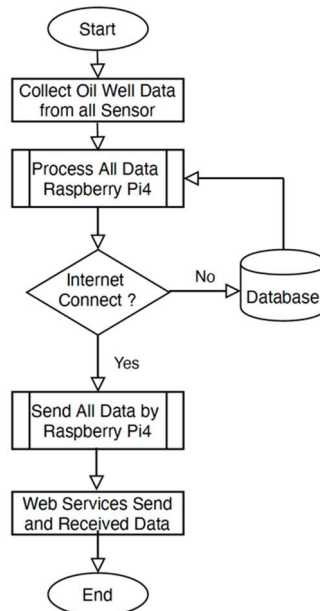 Start
Collect Oil Well Data
from all Sensor
Process All Data
Raspberry Pi4
Internet
Connect ?
No
Database
Yes
Send All Data by
Raspberry Pi4
Web Services Send
and Received Data
End